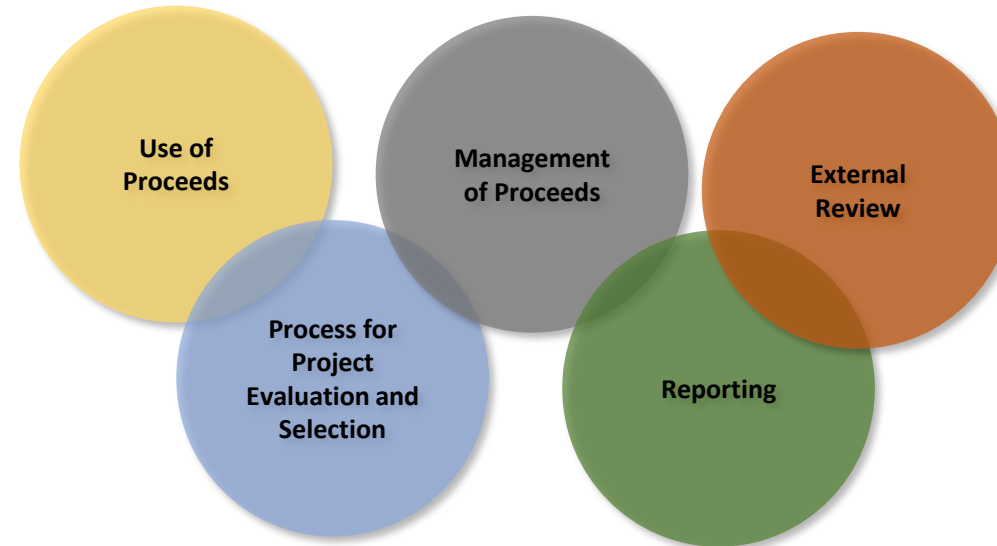 Use of
Proceeds
Process for
Project
Evaluation and
Selection
Management
of Proceeds
Reporting
External
Review